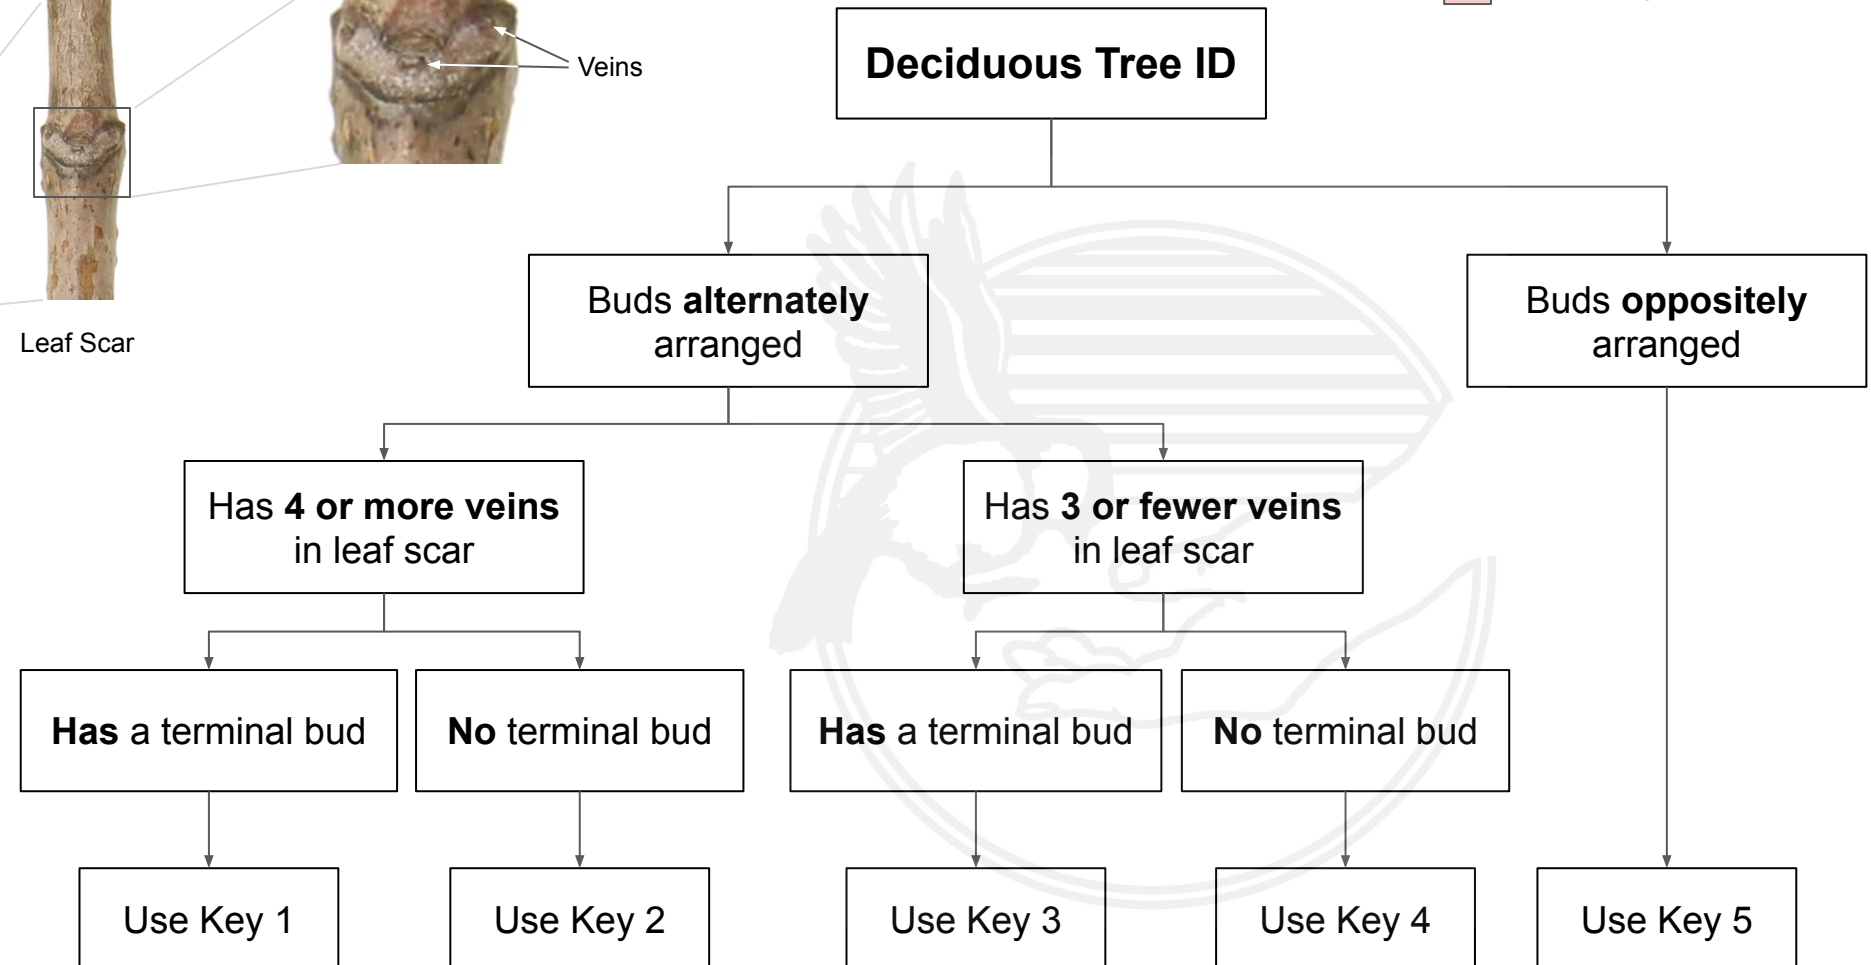 Veins
Leaf Scar
Deciduous Tree ID
Buds alternately
arranged
Buds oppositely
arranged
Has 4 or more veins
in leaf scar
Has 3 or fewer veins
in leaf scar
Has a terminal bud
No terminal bud
Has a terminal bud
No terminal bud
Use Key 1
Use Key 2
Use Key 3
Use Key 4
Use Key 5